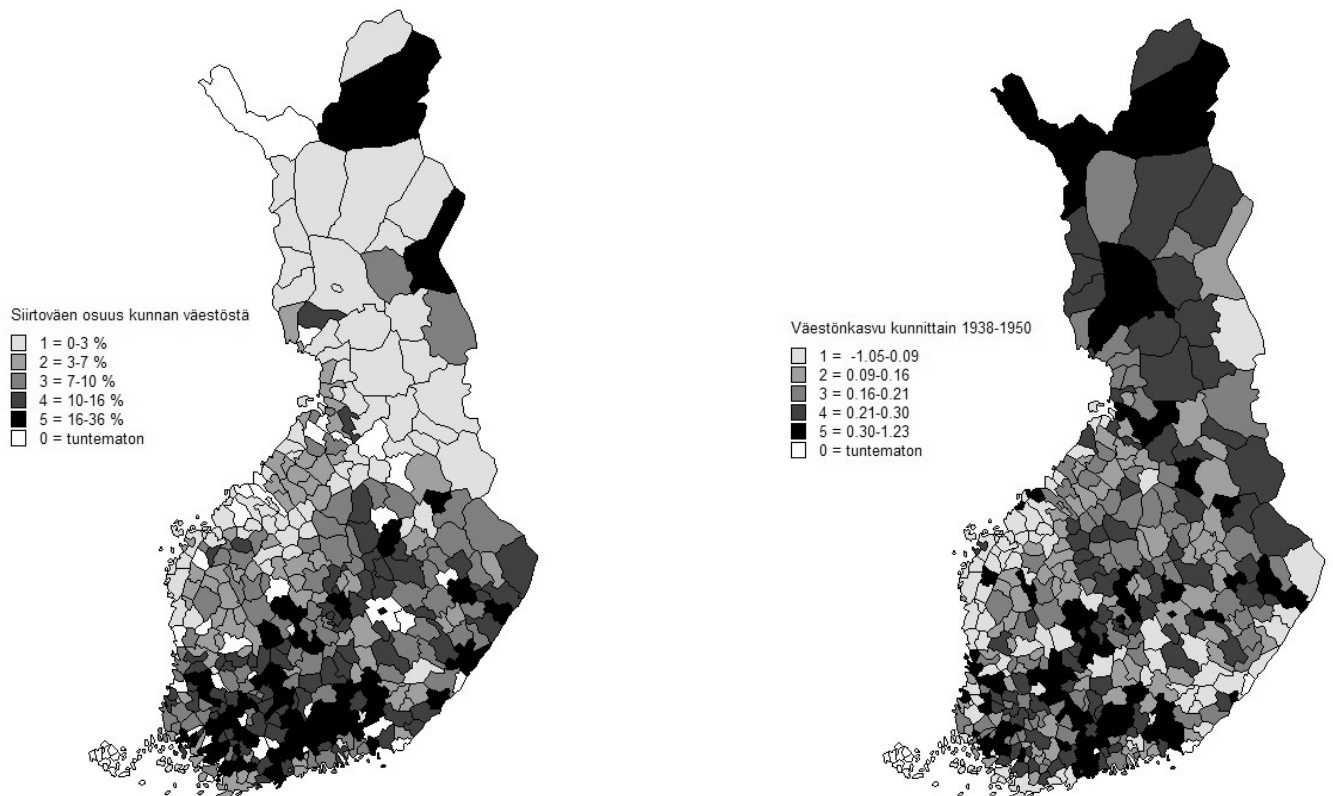 Siirtoväen osuus kunnan väestöstä
1 = 0-3 %
2 = 3-7 %
3 = 7-10 %
4 = 10-16 %
5 = 16-36 %
0 = tuntematon
Väestönkasvu kunnittain 1938-1950
1 = -1.05-0.09
2 = 0.09-0.16
3 = 0.16-0.21
4 = 0.21-0.30
5 = 0.30-1.23
0 = tuntematon